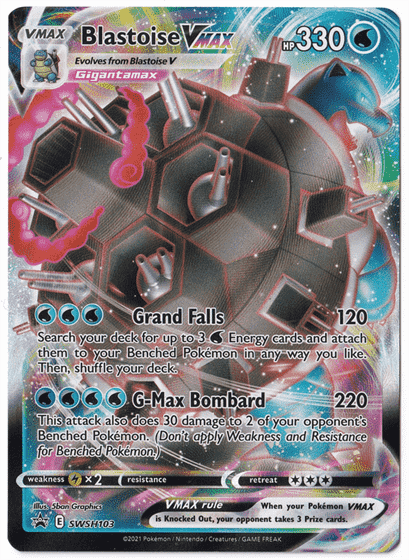 VMAX Blastoise VMAX HP 330
Evolves from Blastoise V
Gigantamax
Grand Falls 120
Search your deck for up to 3 Energy cards and attach
them to your Benched Pokémon in any way you like.
Then, shuffle your deck.
G-Max Bombard 220
This attack also does 30 damage to 2 of your opponent's
Benched Pokémon. (Don't apply Weakness and Resistance
for Benched Pokémon.)
weakness ×2 resistance retreat
Illus. 5ban Graphics
E SWSH103
VMAX rule When your Pokémon VMAX
is Knocked Out, your opponent takes 3 Prize cards.
©2021 Pokémon / Nintendo / Creatures / GAME FREAK